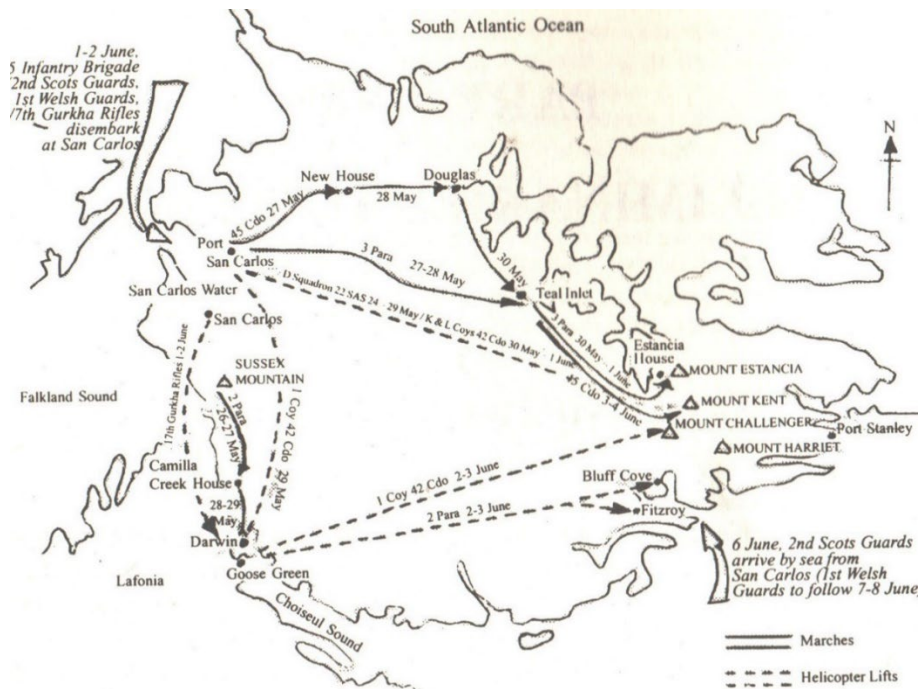 South Atlantic Ocean
1-2 June,
5 Infantry Brigade
2nd Scots Guards,
1st Welsh Guards,
/7th Gurkha Rifles
disembark
at San Carlos
N
New House
Douglas
28 May
45 Cdo 27 May
Port
San Carlos
3 Para 27-28 May
30 May
Teal Inlet
San Carlos Water
D Squadron 22 SAS 24 - 29 May / K & L Coys 42 Cdo 30 May - 1 June
San Carlos
3 Para 30 May - 1 June
Estancia
House
MOUNT ESTANCIA
SUSSEX
MOUNTAIN
45 Cdo 3-4 June
MOUNT KENT
Falkland Sound
17th Gurkha Rifles 1-2 June
2 Para
26-27 May
1 Coy 42 Cdo 29 May
MOUNT CHALLENGER
Port Stanley
MOUNT HARRIET
Camilla
Creek House
Bluff Cove
1 Coy 42 Cdo 2-3 June
28-29
May
2 Para 2-3 June
Fitzroy
Darwin
Goose Green
Lafonia
Choiseul Sound
6 June, 2nd Scots Guards
arrive by sea from
San Carlos (1st Welsh
Guards to follow 7-8 June)
Marches
Helicopter Lifts